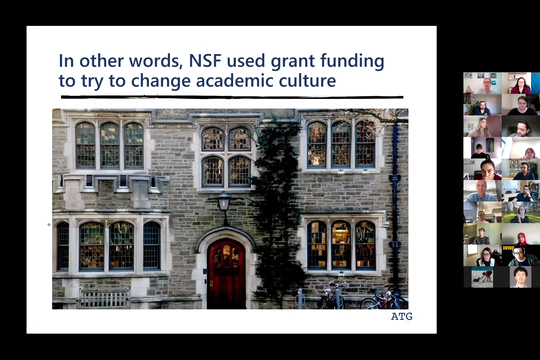 In other words, NSF used grant funding
to try to change academic culture
ATG